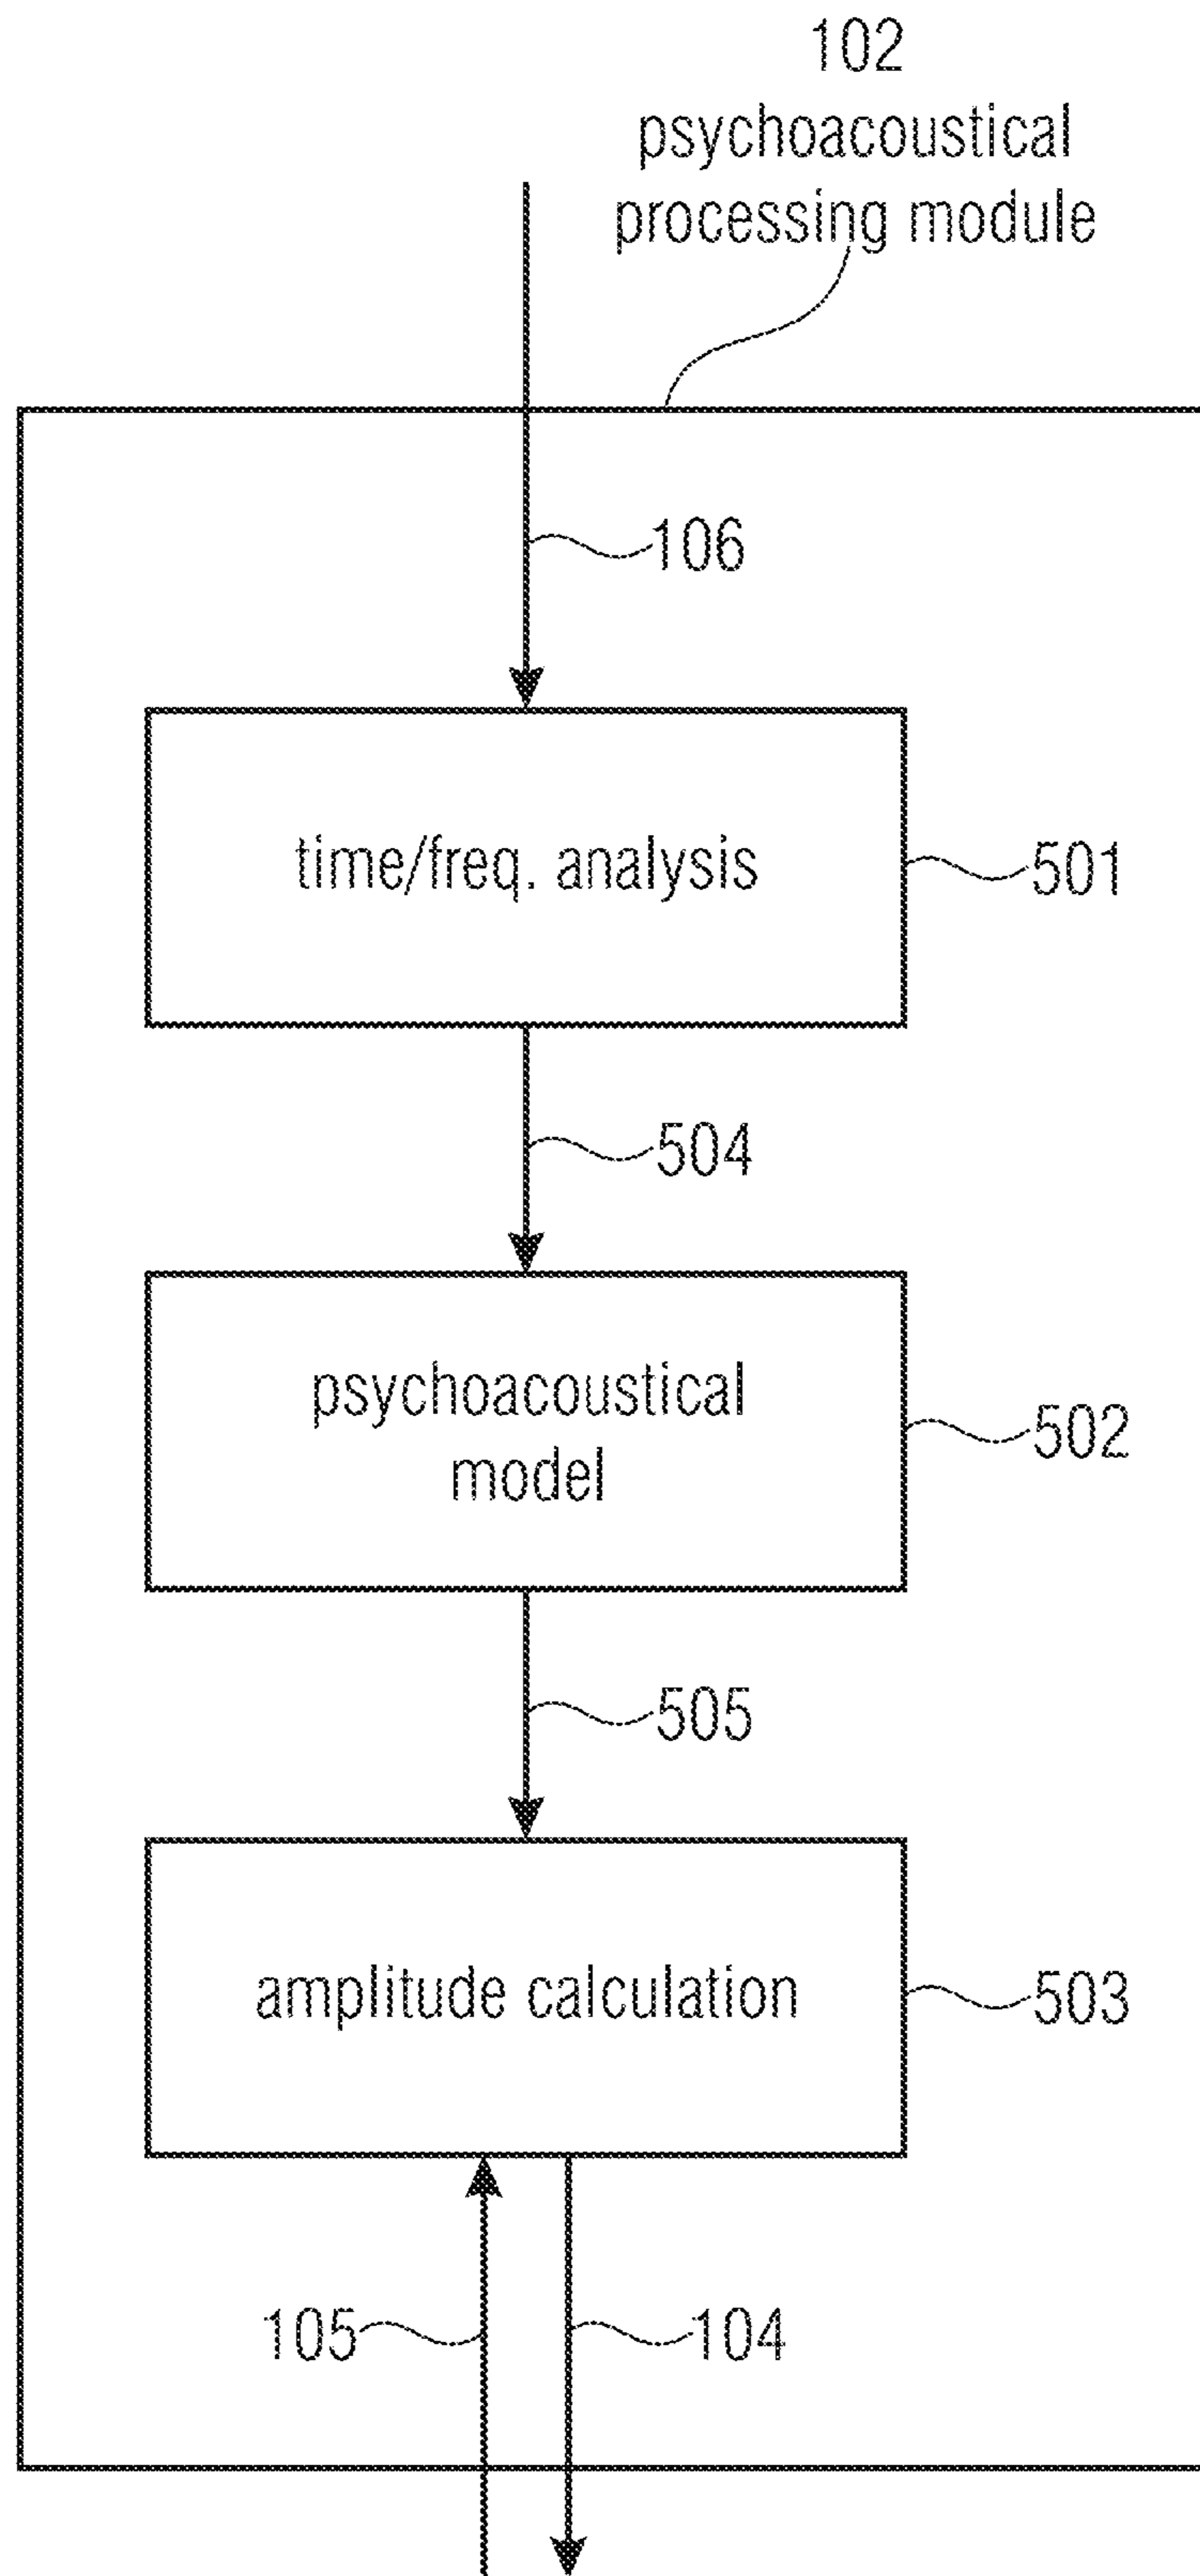 102
psychoacoustical
processing module
106
time/freq. analysis
501
504
psychoacoustical
model
502
505
amplitude calculation
503
105
104